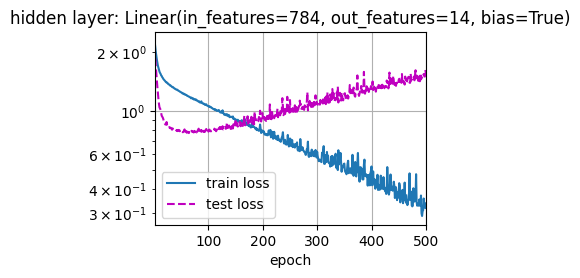 hidden layer: Linear(in_features=784, out_features=14, bias=True)
2 × 10⁰
10⁰
6 × 10⁻¹
4 × 10⁻¹
3 × 10⁻¹
train loss
test loss
100 200 300 400 500
epoch